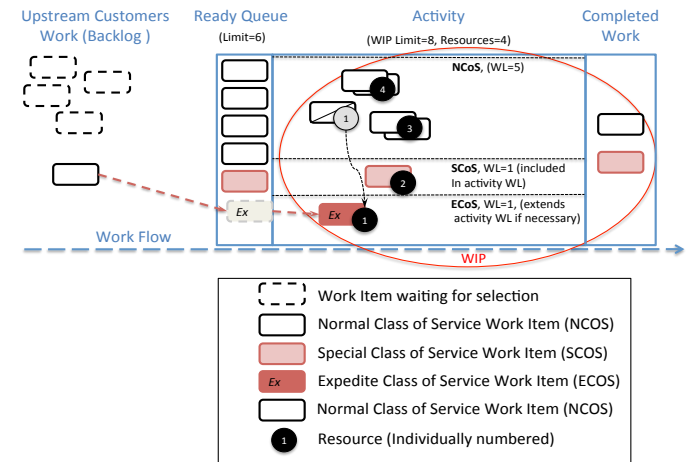 Upstream Customers
Work (Backlog )
Ready Queue
(Limit=6)
Activity
(WIP Limit=8, Resources=4)
Completed
Work
NCoS, (WL=5)
4
1
3
SCoS, WL=1 (included
In activity WL)
2
ECoS, WL=1, (extends
activity WL if necessary)
Ex
Ex
1
Work Flow
WIP
Work Item waiting for selection
Normal Class of Service Work Item (NCOS)
Special Class of Service Work Item (SCOS)
Ex
Expedite Class of Service Work Item (ECOS)
Normal Class of Service Work Item (NCOS)
1
Resource (Individually numbered)